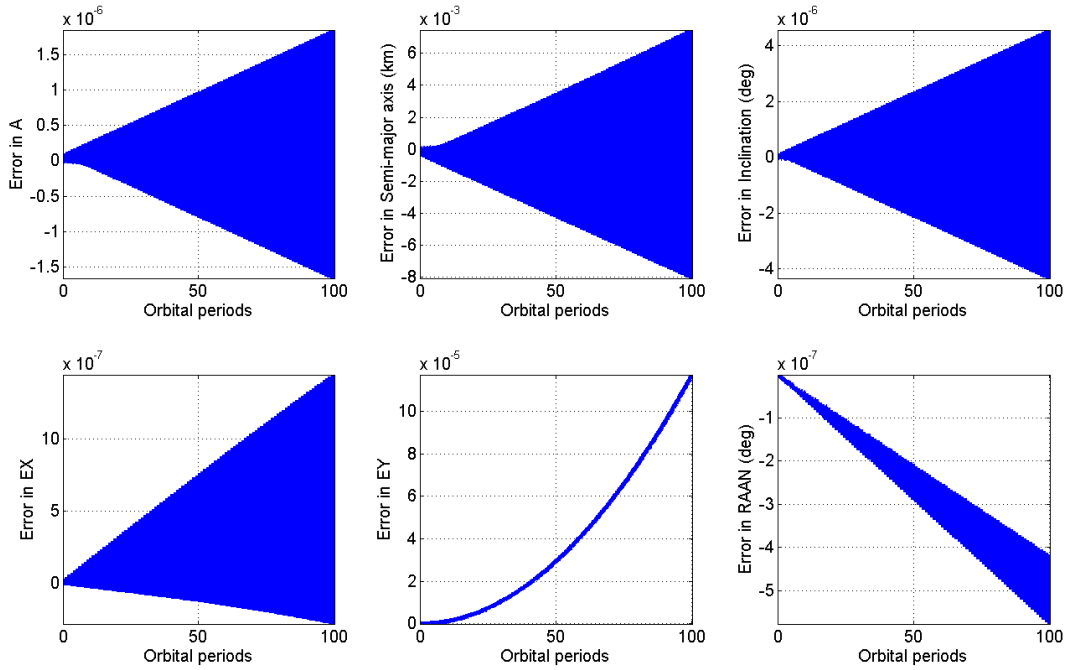 x 10^-6
1.5
1
0.5
0
-0.5
-1
-1.5
Error in A
0 50 100
Orbital periods
x 10^-3
6
4
2
0
-2
-4
-6
-8
Error in Semi-major axis (km)
0 50 100
Orbital periods
x 10^-6
4
2
0
-2
-4
Error in Inclination (deg)
0 50 100
Orbital periods
x 10^-7
10
5
0
Error in EX
0 50 100
Orbital periods
x 10^-5
10
8
6
4
2
0
Error in EY
0 50 100
Orbital periods
x 10^-7
-1
-2
-3
-4
-5
Error in RAAN (deg)
0 50 100
Orbital periods